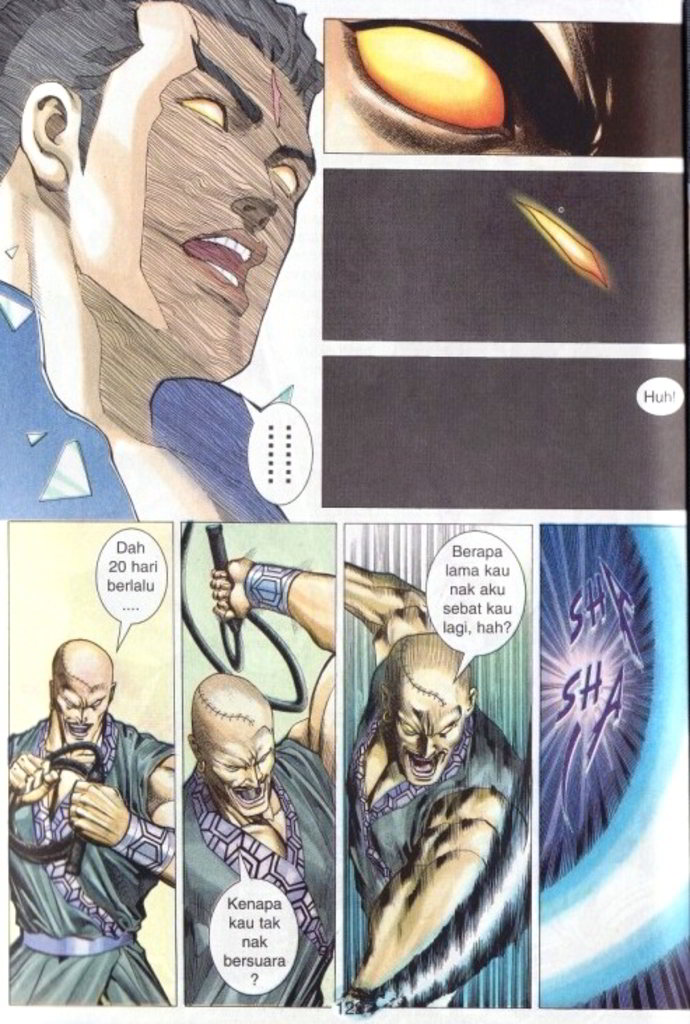 Huh!
Dah
20 hari
berlalu
....
Kenapa
kau tak
nak
bersuara
?
Berapa
lama kau
nak aku
sebat kau
lagi, hah?
SHA
SHA
12